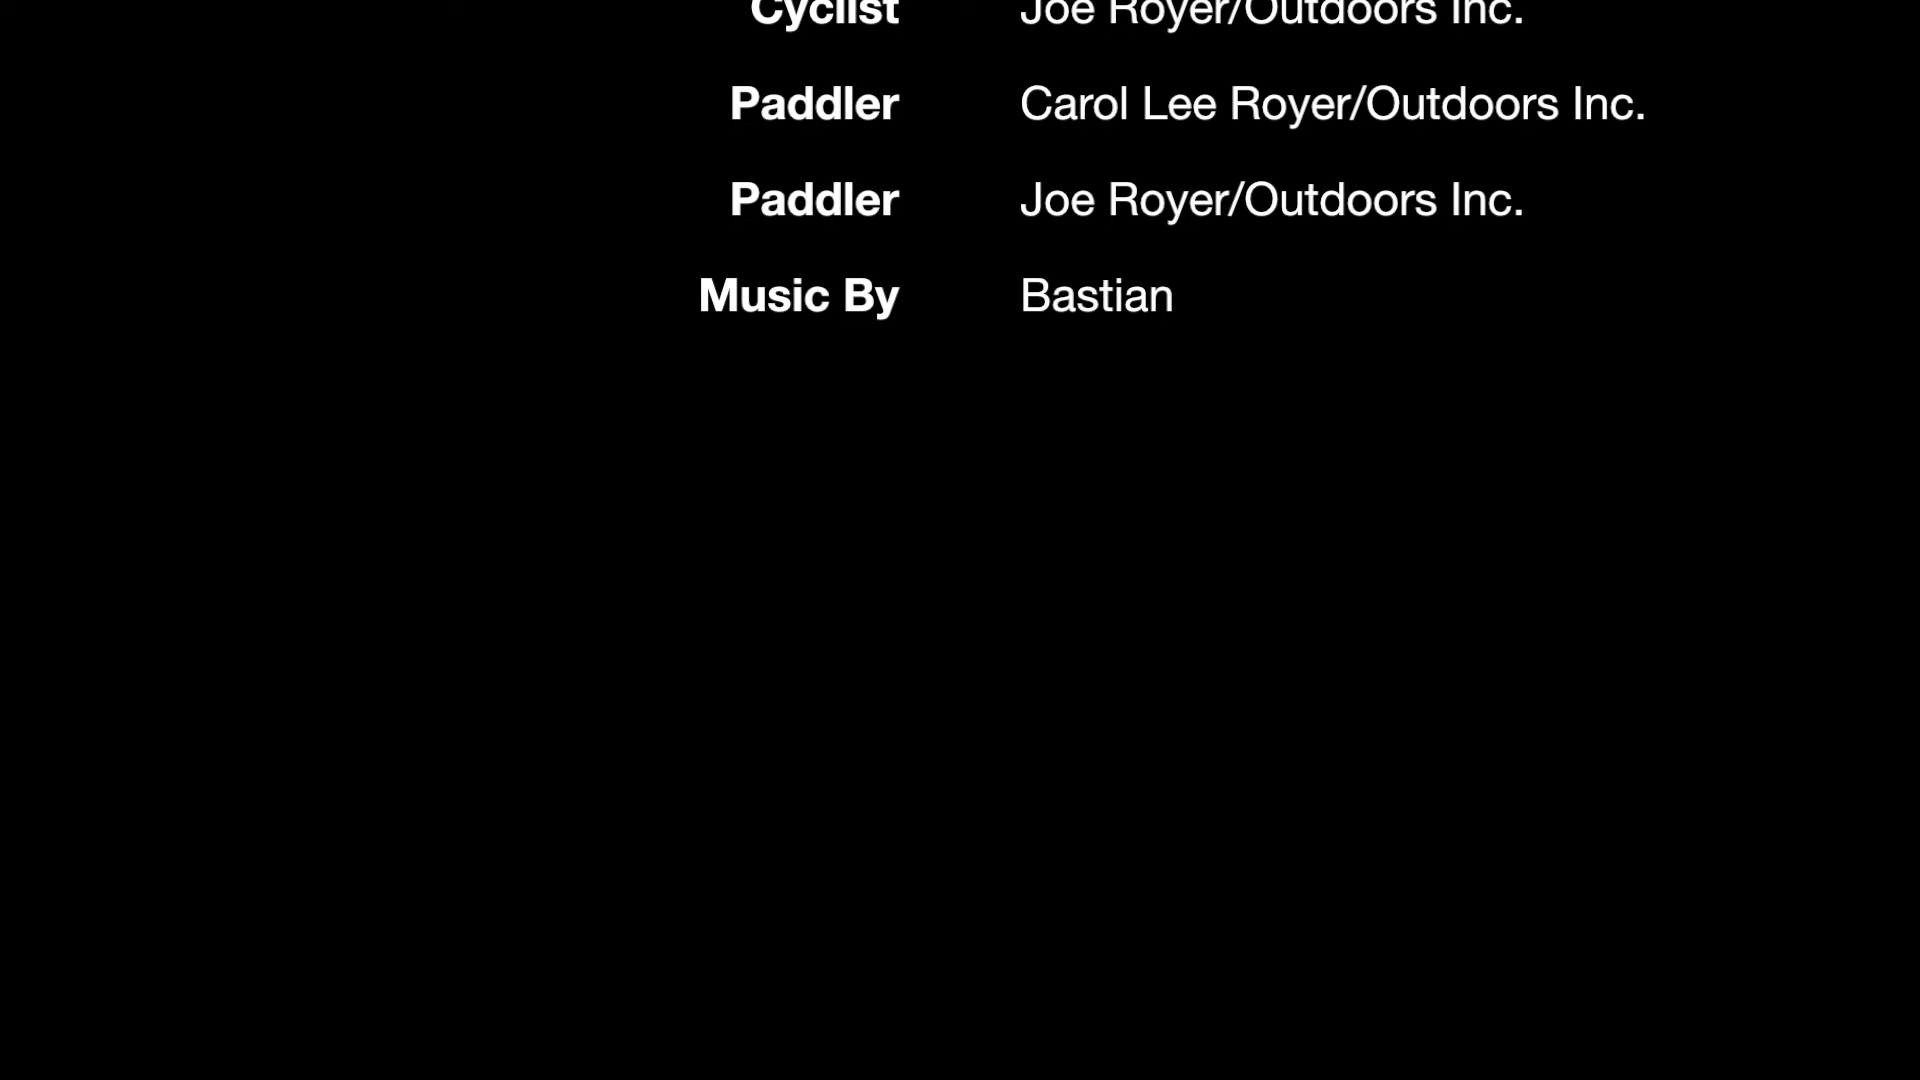 Cyclist Joe Royer/Outdoors Inc.
Paddler Carol Lee Royer/Outdoors Inc.
Paddler Joe Royer/Outdoors Inc.
Music By Bastian